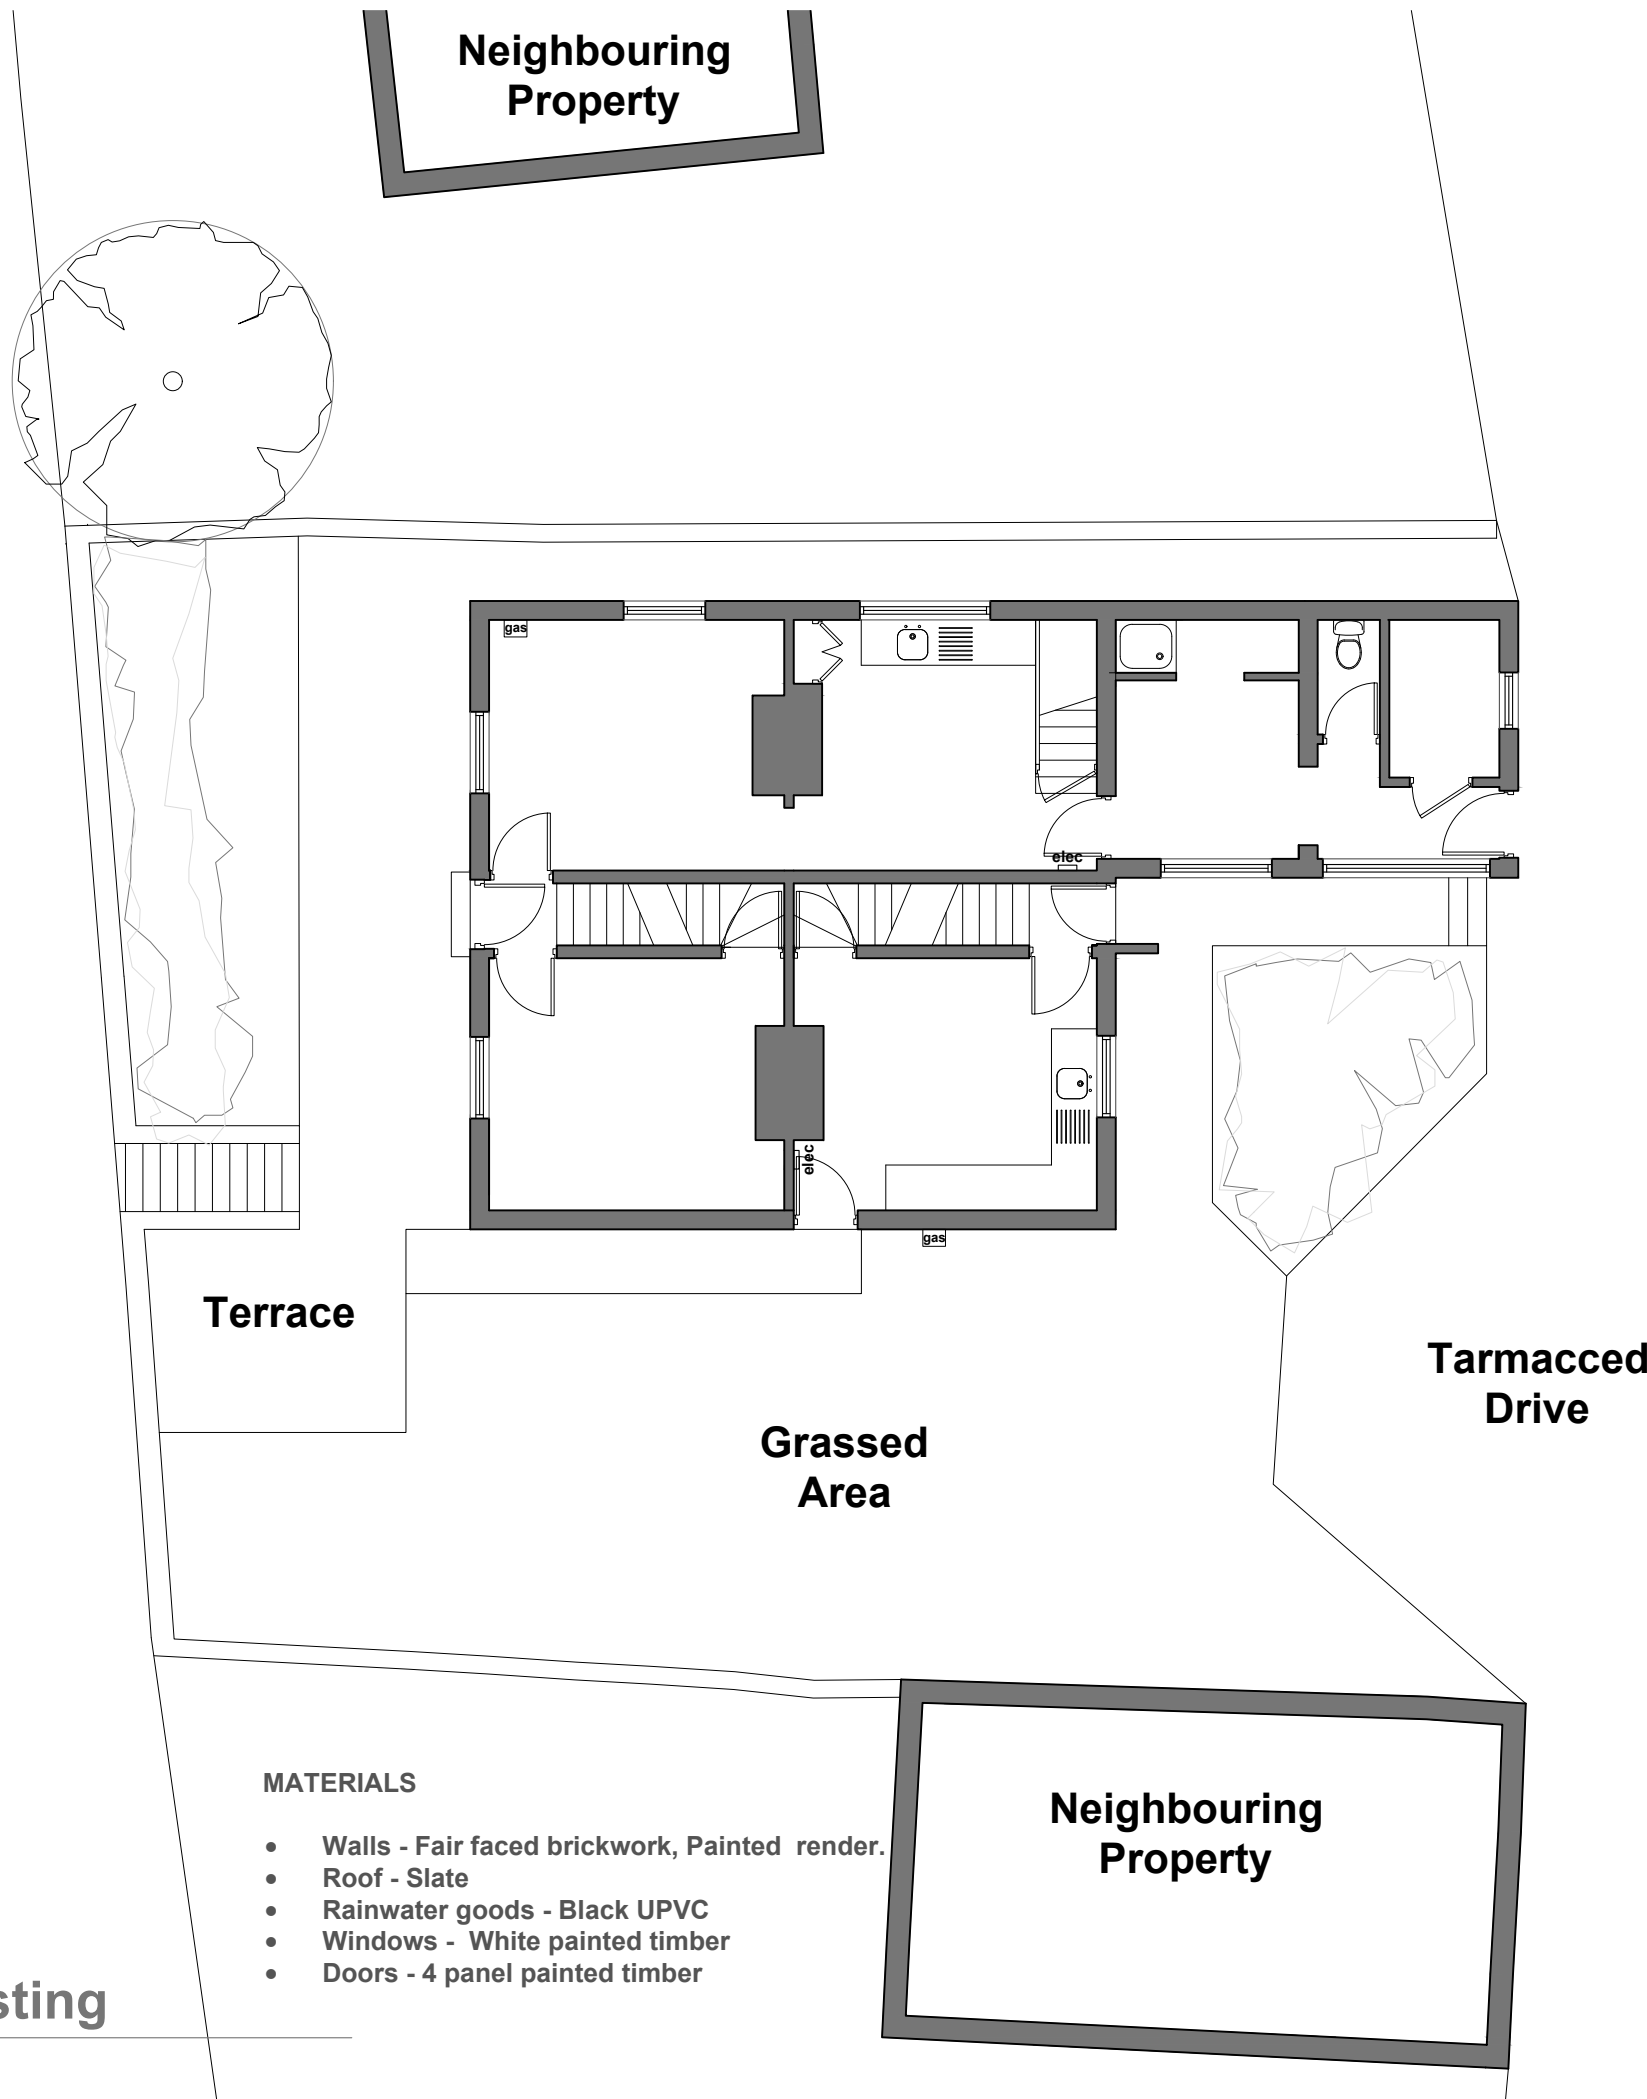 Neighbouring
Property
gas
elec
elec
gas
Terrace
Tarmacced
Drive
Grassed
Area
MATERIALS
• Walls - Fair faced brickwork, Painted render.
• Roof - Slate
• Rainwater goods - Black UPVC
• Windows - White painted timber
• Doors - 4 panel painted timber
Neighbouring
Property
sting